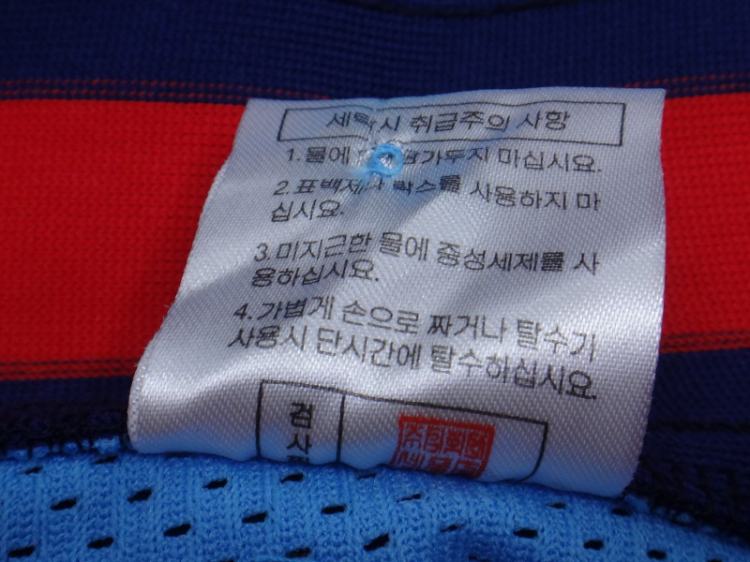 세탁시 취급주의 사항
1.물에 가두지 마십시요.
2.표백제나 락스를 사용하지 마
십시요.
3.미지근한 물에 중성세제를 사
용하십시요.
4.가볍게 손으로 짜거나 탈수기
사용시 단시간에 탈수하십시요.
검
사